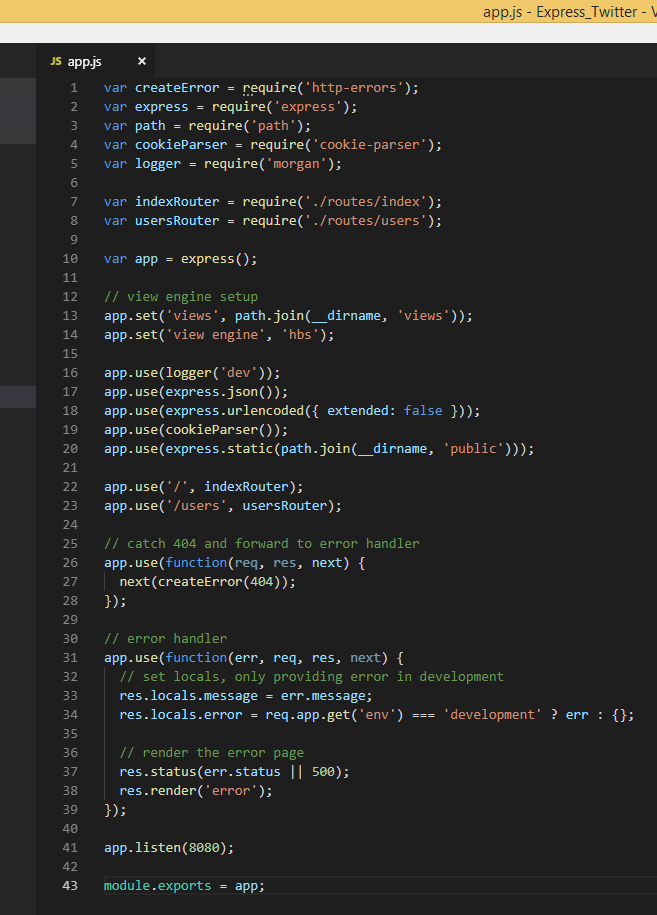 app.js - Express_Twitter - V
JS app.js ×
1 var createError = require('http-errors');
2 var express = require('express');
3 var path = require('path');
4 var cookieParser = require('cookie-parser');
5 var logger = require('morgan');
6
7 var indexRouter = require('./routes/index');
8 var usersRouter = require('./routes/users');
9
10 var app = express();
11
12 // view engine setup
13 app.set('views', path.join(__dirname, 'views'));
14 app.set('view engine', 'hbs');
15
16 app.use(logger('dev'));
17 app.use(express.json());
18 app.use(express.urlencoded({ extended: false }));
19 app.use(cookieParser());
20 app.use(express.static(path.join(__dirname, 'public')));
21
22 app.use('/', indexRouter);
23 app.use('/users', usersRouter);
24
25 // catch 404 and forward to error handler
26 app.use(function(req, res, next) {
27   next(createError(404));
28 });
29
30 // error handler
31 app.use(function(err, req, res, next) {
32   // set locals, only providing error in development
33   res.locals.message = err.message;
34   res.locals.error = req.app.get('env') === 'development' ? err : {};
35
36   // render the error page
37   res.status(err.status || 500);
38   res.render('error');
39 });
40
41 app.listen(8080);
42
43 module.exports = app;